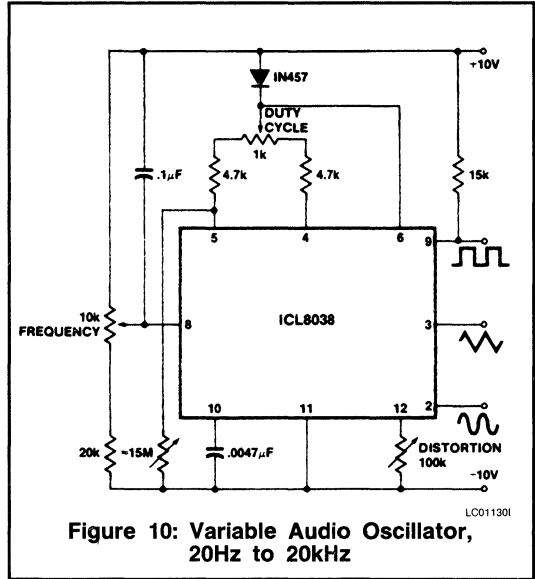 +10V
IN457
DUTY
CYCLE
1k
4.7k
4.7k
15k
.1µF
5
4
6
9
10k
FREQUENCY
8
ICL8038
3
2
10
11
12
20k
≈15M
.0047µF
DISTORTION
100k
-10V
LC01130I
Figure 10: Variable Audio Oscillator,
20Hz to 20kHz